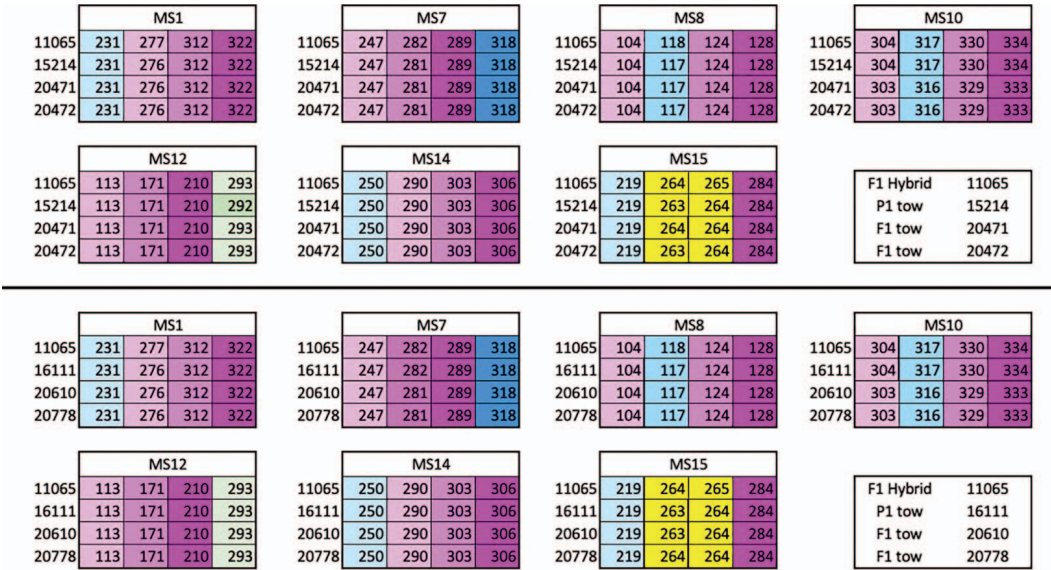 MS1 MS7 MS8 MS10
11065 231 277 312 322 11065 247 282 289 318 11065 104 118 124 128 11065 304 317 330 334
15214 231 276 312 322 15214 247 281 289 318 15214 104 117 124 128 15214 304 317 330 334
20471 231 276 312 322 20471 247 281 289 318 20471 104 117 124 128 20471 303 316 329 333
20472 231 276 312 322 20472 247 281 289 318 20472 104 117 124 128 20472 303 316 329 333
MS12 MS14 MS15
11065 113 171 210 293 11065 250 290 303 306 11065 219 264 265 284 F1 Hybrid 11065
15214 113 171 210 292 15214 250 290 303 306 15214 219 263 264 284 P1 tow 15214
20471 113 171 210 293 20471 250 290 303 306 20471 219 264 264 284 F1 tow 20471
20472 113 171 210 293 20472 250 290 303 306 20472 219 263 264 284 F1 tow 20472
MS1 MS7 MS8 MS10
11065 231 277 312 322 11065 247 282 289 318 11065 104 118 124 128 11065 304 317 330 334
16111 231 276 312 322 16111 247 282 289 318 16111 104 117 124 128 16111 304 317 330 334
20610 231 276 312 322 20610 247 281 289 318 20610 104 117 124 128 20610 303 316 329 333
20778 231 276 312 322 20778 247 281 289 318 20778 104 117 124 128 20778 303 316 329 333
MS12 MS14 MS15
11065 113 171 210 293 11065 250 290 303 306 11065 219 264 265 284 F1 Hybrid 11065
16111 113 171 210 293 16111 250 290 303 306 16111 219 263 264 284 P1 tow 16111
20610 113 171 210 293 20610 250 290 303 306 20610 219 263 264 284 F1 tow 20610
20778 113 171 210 293 20778 250 290 303 306 20778 219 264 264 284 F1 tow 20778